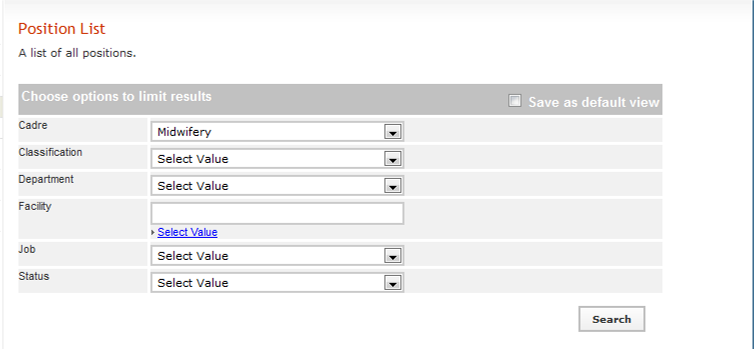 Position List
A list of all positions.
Choose options to limit results Save as default view
Cadre Midwifery
Classification Select Value
Department Select Value
Facility
Select Value
Job Select Value
Status Select Value
Search